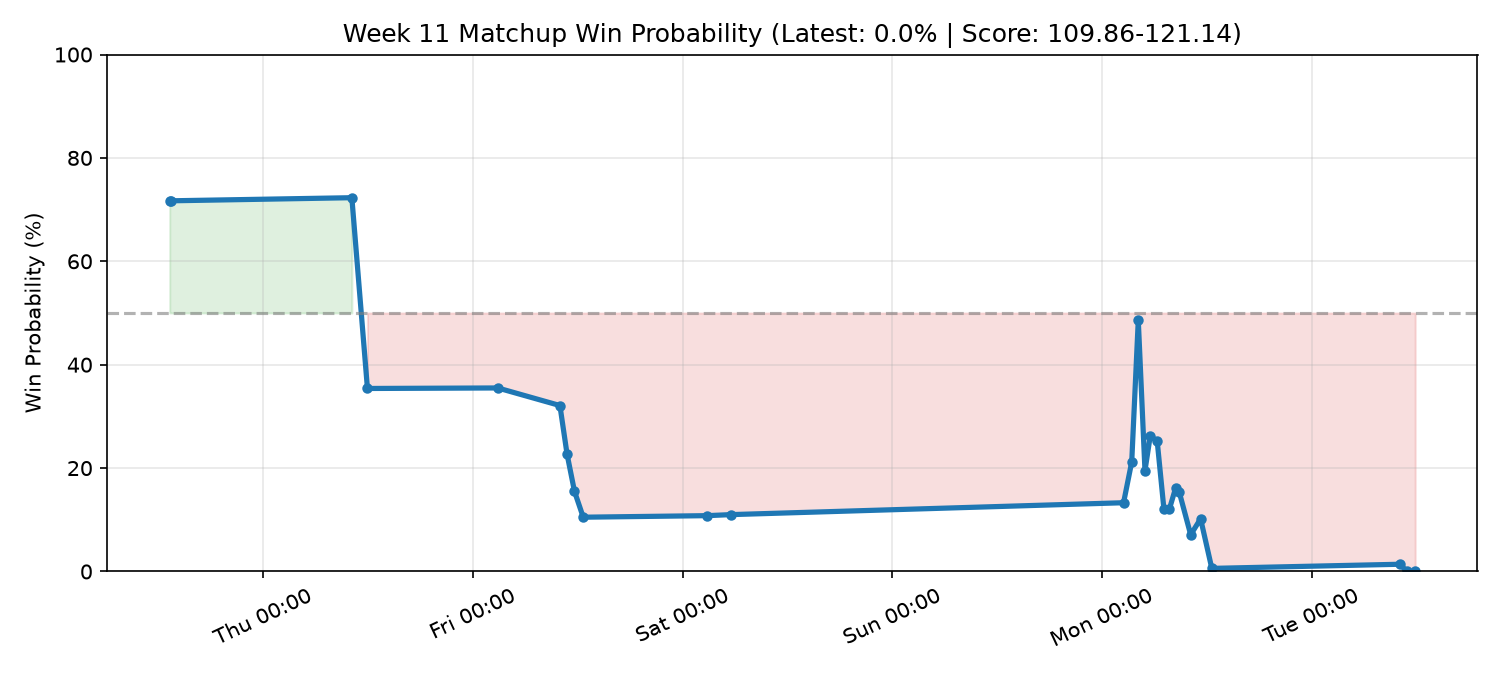 Week 11 Matchup Win Probability (Latest: 0.0% | Score: 109.86-121.14)
Win Probability (%)
100
80
60
40
20
0
Thu 00:00
Fri 00:00
Sat 00:00
Sun 00:00
Mon 00:00
Tue 00:00